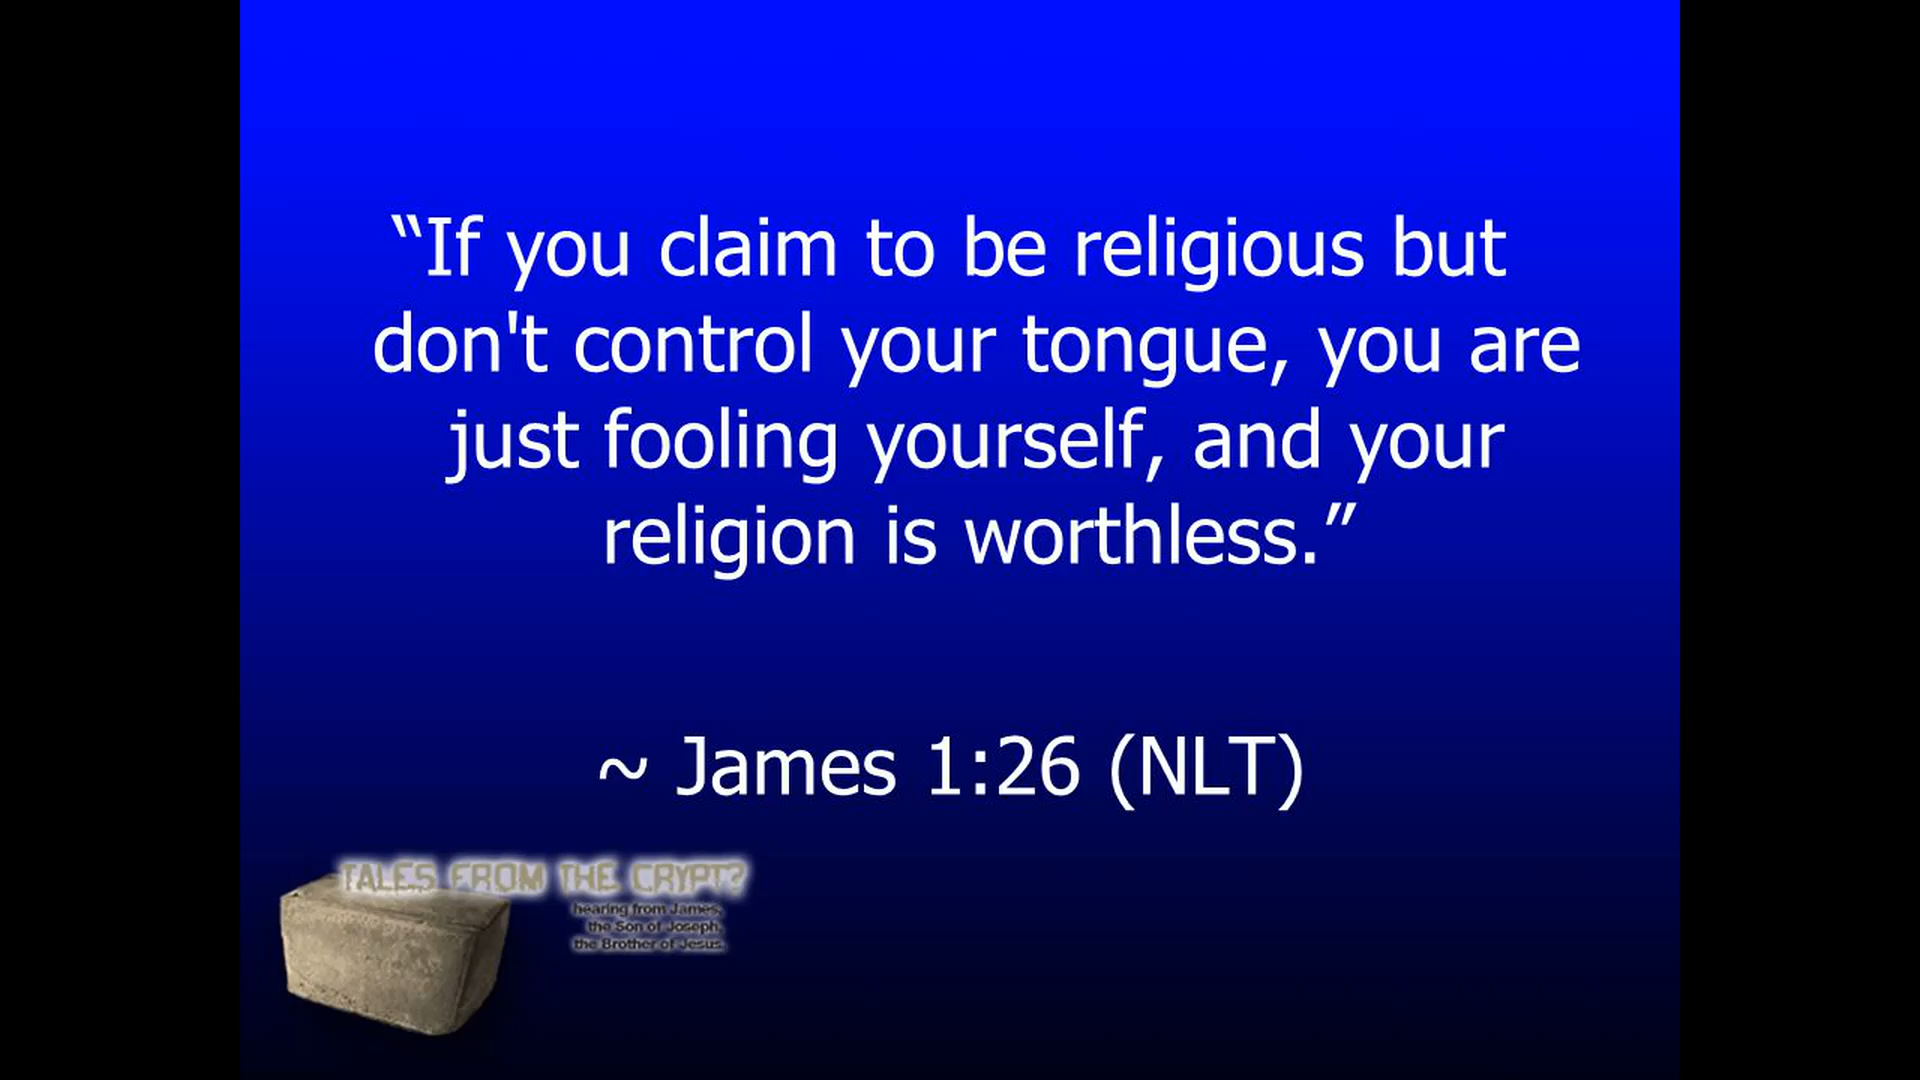 “If you claim to be religious but
don't control your tongue, you are
just fooling yourself, and your
religion is worthless.”
~ James 1:26 (NLT)
TALES FROM THE CRYPT?
hearing from James,
the Son of Joseph,
the Brother of Jesus.